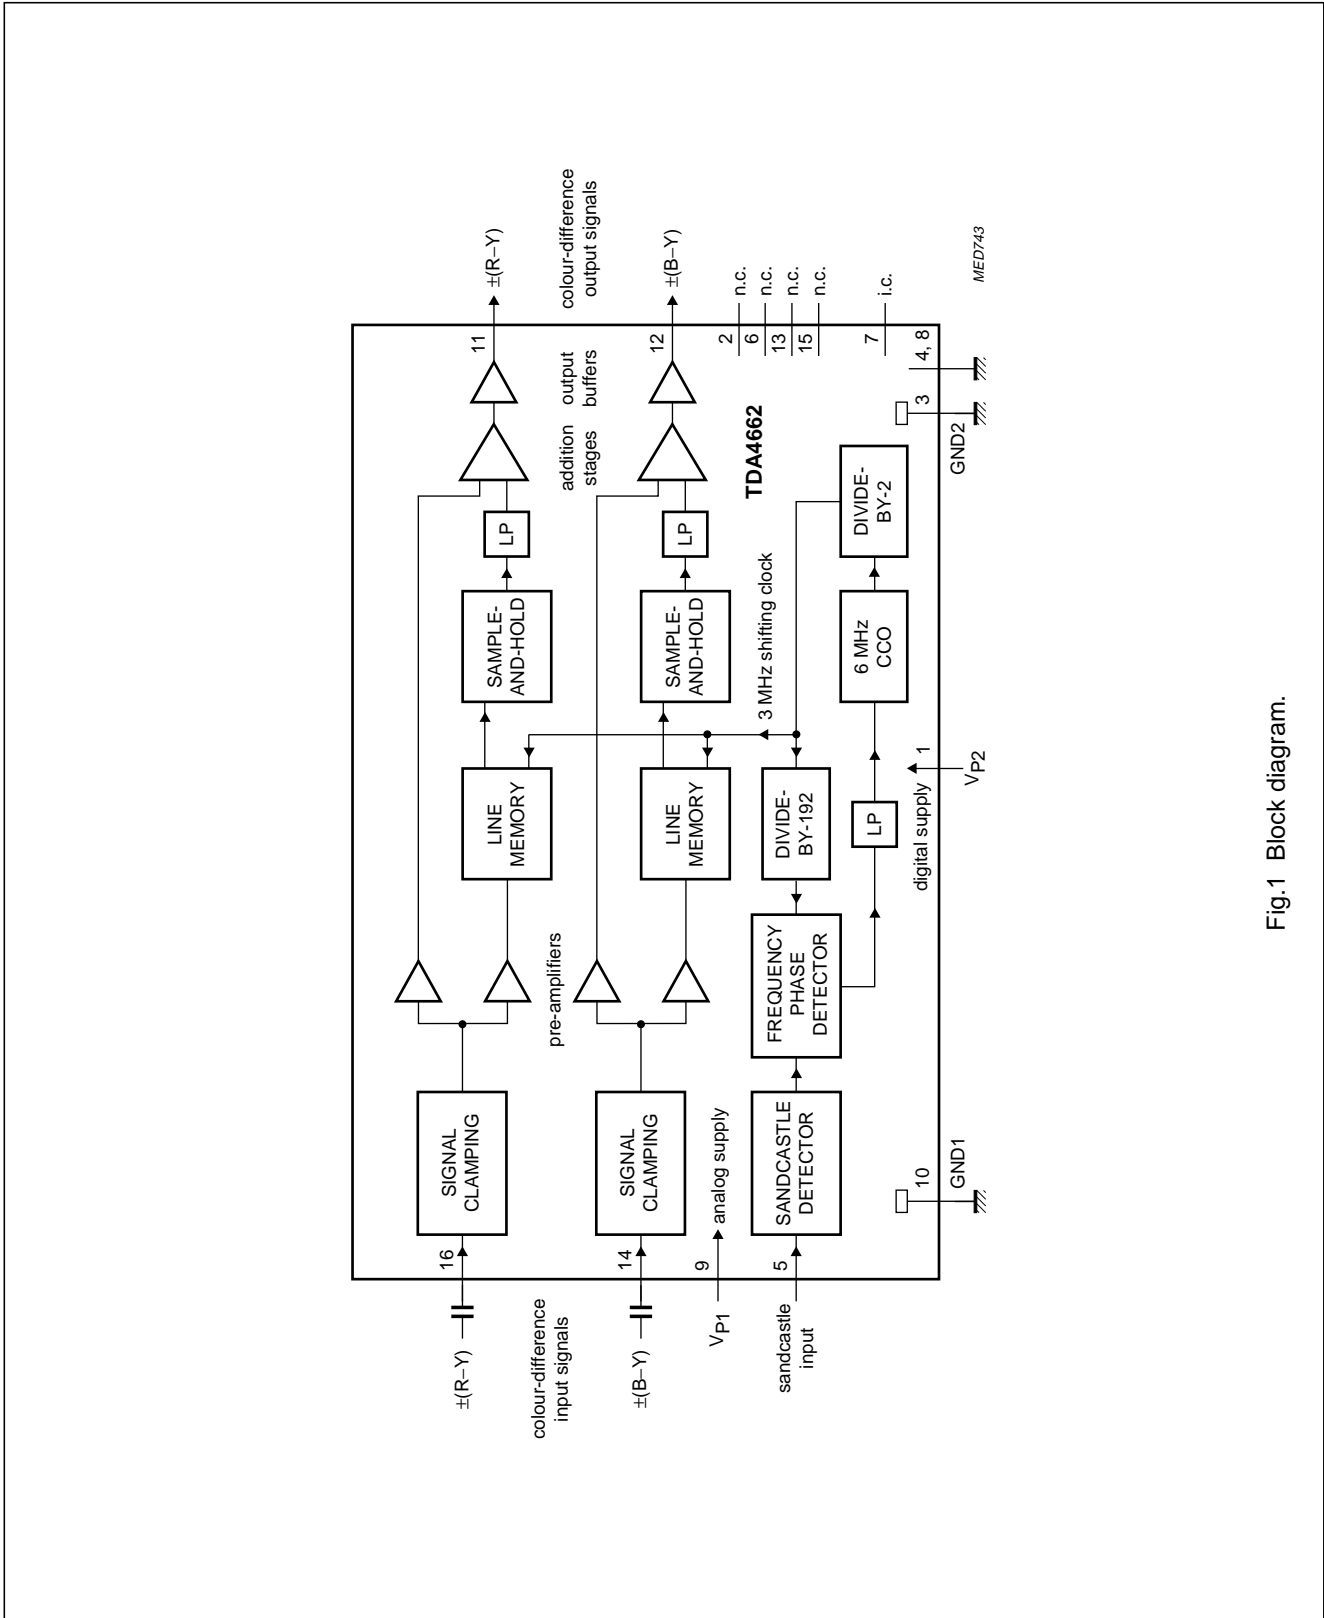 ±(R−Y)
colour-difference
input signals
±(B−Y)
VP1
sandcastle
input
16
14
9
5
SIGNAL
CLAMPING
SIGNAL
CLAMPING
analog supply
SANDCASTLE
DETECTOR
10
GND1
pre-amplifiers
FREQUENCY
PHASE
DETECTOR
LINE
MEMORY
LINE
MEMORY
DIVIDE-
BY-192
LP
digital supply
1
VP2
3 MHz shifting clock
SAMPLE-
AND-HOLD
SAMPLE-
AND-HOLD
6 MHz
CCO
LP
LP
DIVIDE-
BY-2
addition
stages
output
buffers
TDA4662
GND2
3
4, 8
11
12
2
6
13
15
7
±(R−Y)
colour-difference
output signals
±(B−Y)
n.c.
n.c.
n.c.
n.c.
i.c.
MED743
Fig.1 Block diagram.